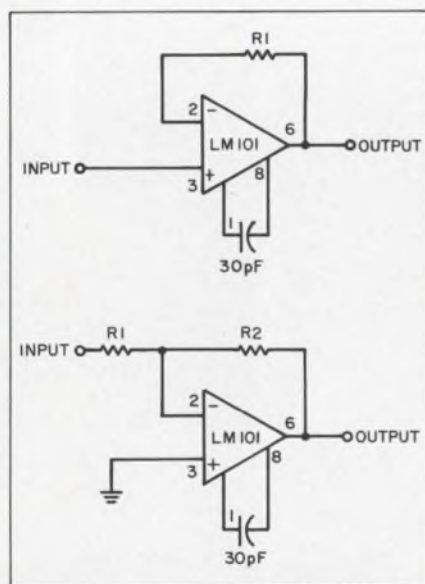 R1
2
−
6
LM101
OUTPUT
INPUT
+
3
8
1
30pF
R1
R2
INPUT
2
−
6
LM101
OUTPUT
+
3
8
1
30pF